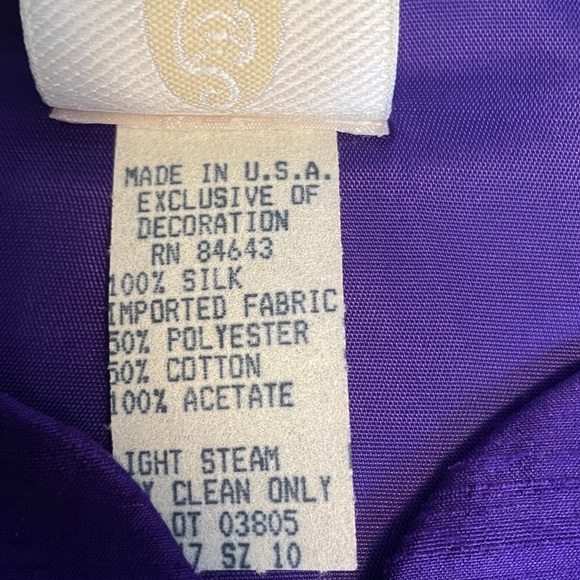 MADE IN U.S.A.
EXCLUSIVE OF
DECORATION
RN 84643
100% SILK
IMPORTED FABRIC
50% POLYESTER
50% COTTON
100% ACETATE
IGHT STEAM
Y CLEAN ONLY
OT 03805
7 SZ 10